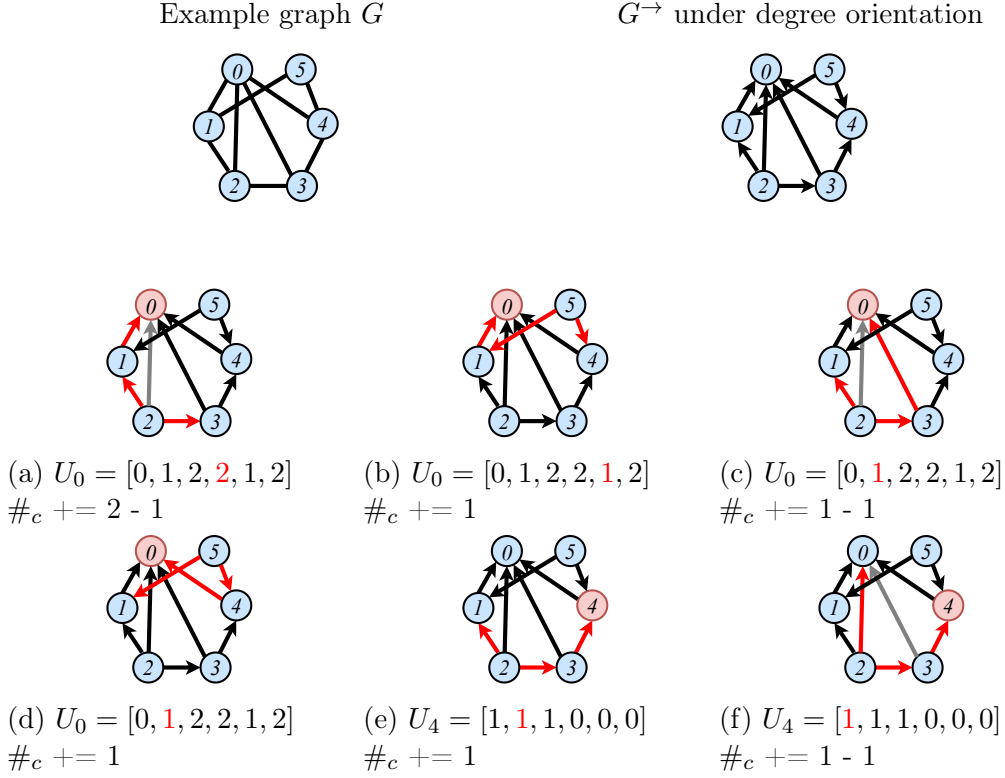 Example graph G
G→ under degree orientation
0 5
1 4
2 3
0 5
1 4
2 3
0 5
1 4
2 3
0 5
1 4
2 3
0 5
1 4
2 3
(a) U₀ = [0, 1, 2, 2, 1, 2]
#c += 2 - 1
(b) U₀ = [0, 1, 2, 2, 1, 2]
#c += 1
(c) U₀ = [0, 1, 2, 2, 1, 2]
#c += 1 - 1
0 5
1 4
2 3
0 5
1 4
2 3
0 5
1 4
2 3
(d) U₀ = [0, 1, 2, 2, 1, 2]
#c += 1
(e) U₄ = [1, 1, 1, 0, 0, 0]
#c += 1
(f) U₄ = [1, 1, 1, 0, 0, 0]
#c += 1 - 1